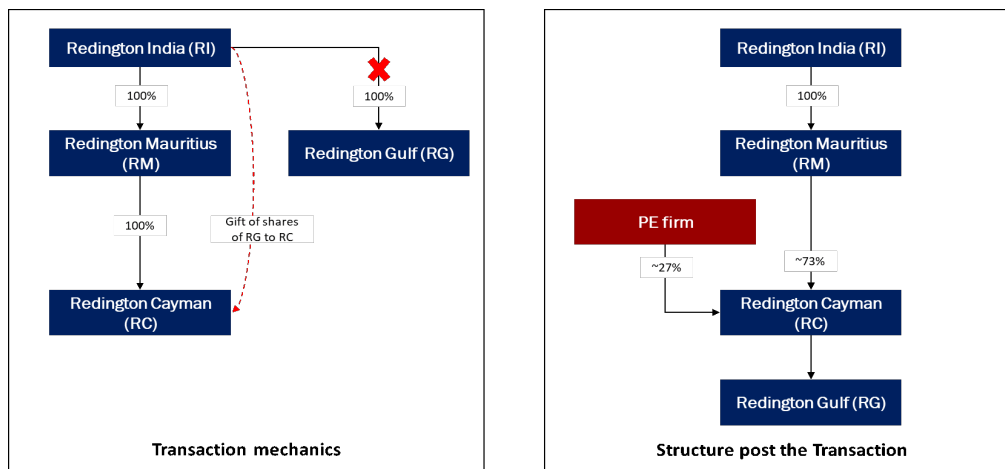 Redington India (RI)
100%
100%
Redington Mauritius
(RM)
Redington Gulf (RG)
100%
Gift of shares
of RG to RC
Redington Cayman
(RC)
Transaction mechanics
Redington India (RI)
100%
Redington Mauritius
(RM)
PE firm
~27%
~73%
Redington Cayman
(RC)
Redington Gulf (RG)
Structure post the Transaction